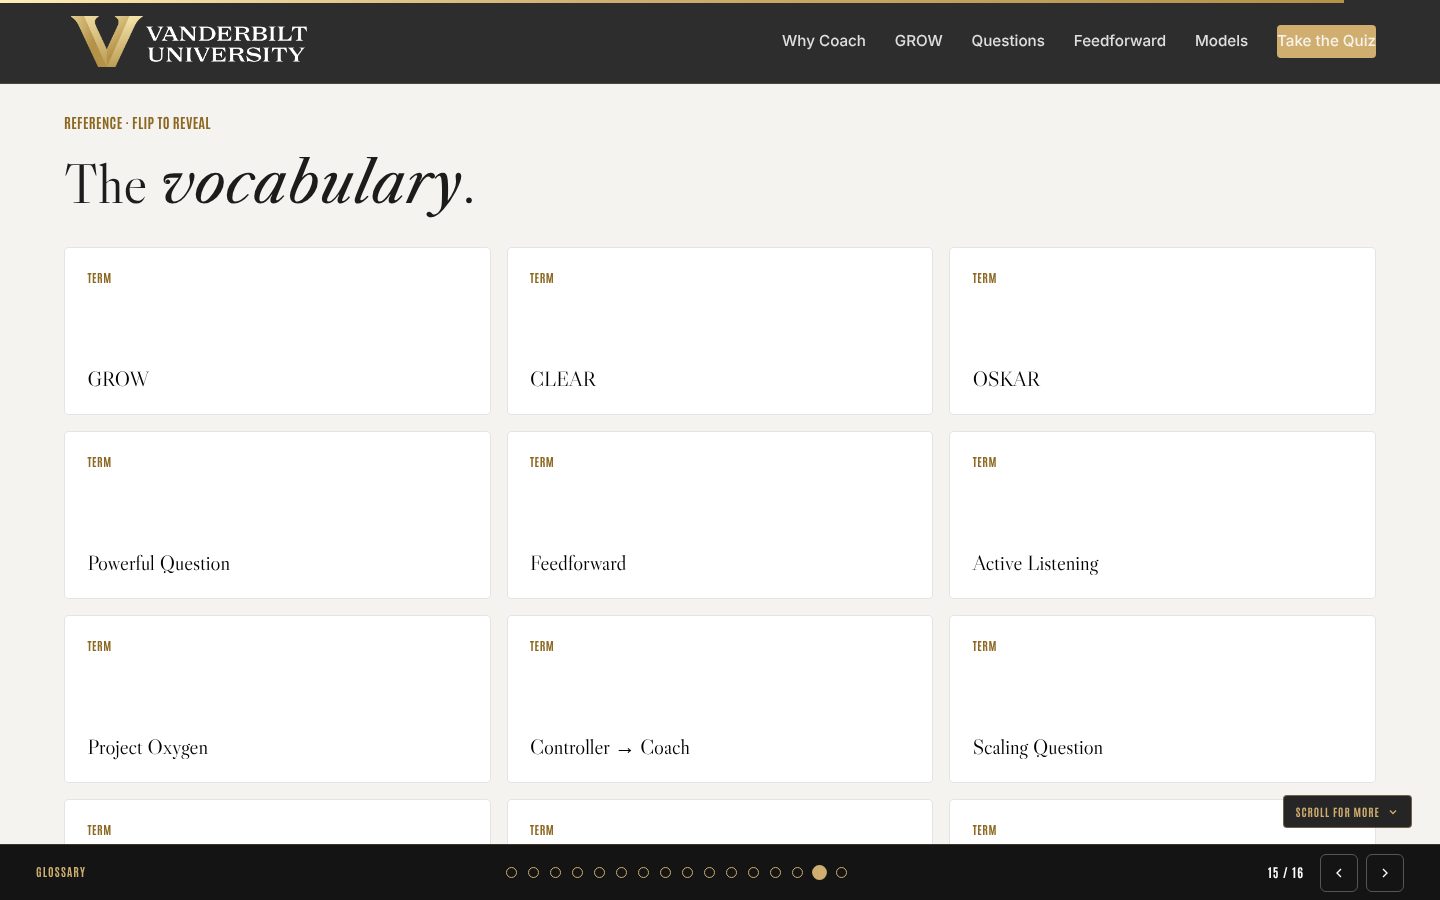 VANDERBILT
UNIVERSITY
Why Coach
GROW
Questions
Feedforward
Models
Take the Quiz
REFERENCE · FLIP TO REVEAL
The vocabulary.
TERM
GROW
TERM
CLEAR
TERM
OSKAR
TERM
Powerful Question
TERM
Feedforward
TERM
Active Listening
TERM
Project Oxygen
TERM
Controller → Coach
TERM
Scaling Question
TERM
TERM
TERM
SCROLL FOR MORE
GLOSSARY
15 / 16